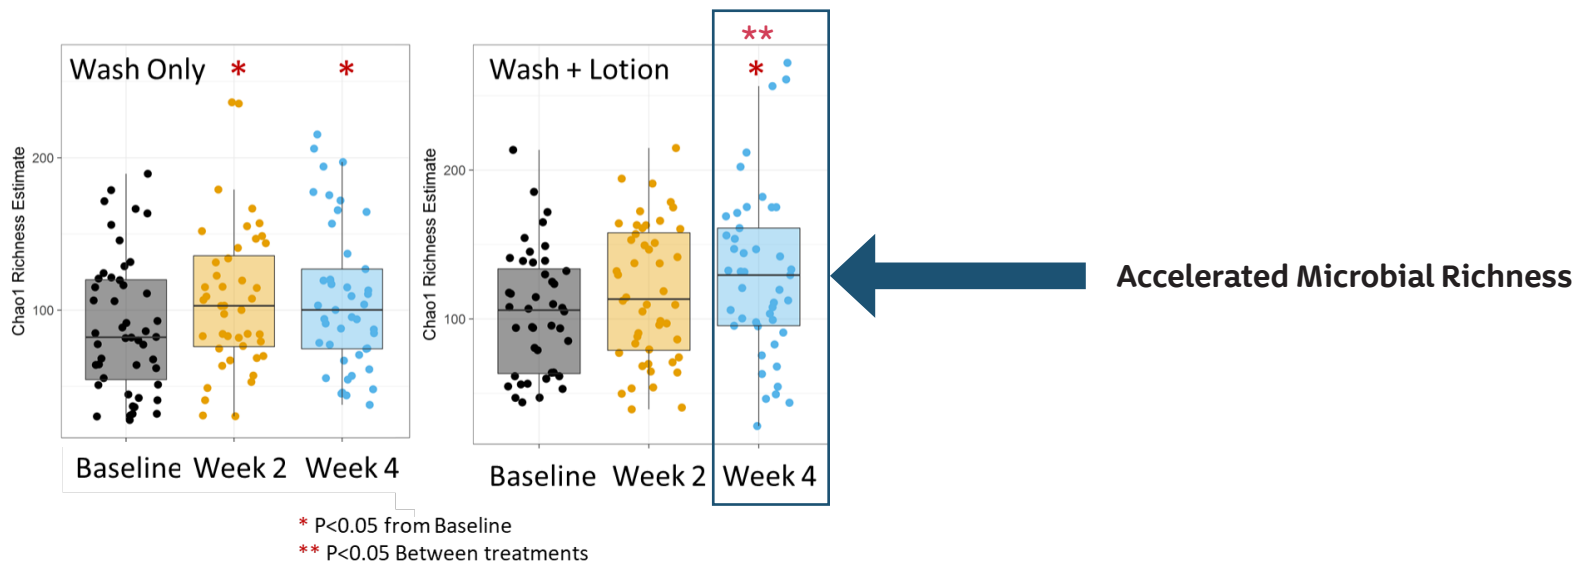 Wash Only * *
Chao1 Richness Estimate
200
100
Baseline Week 2 Week 4
**
Wash + Lotion *
Chao1 Richness Estimate
200
100
Baseline Week 2 Week 4
Accelerated Microbial Richness
* P<0.05 from Baseline
** P<0.05 Between treatments